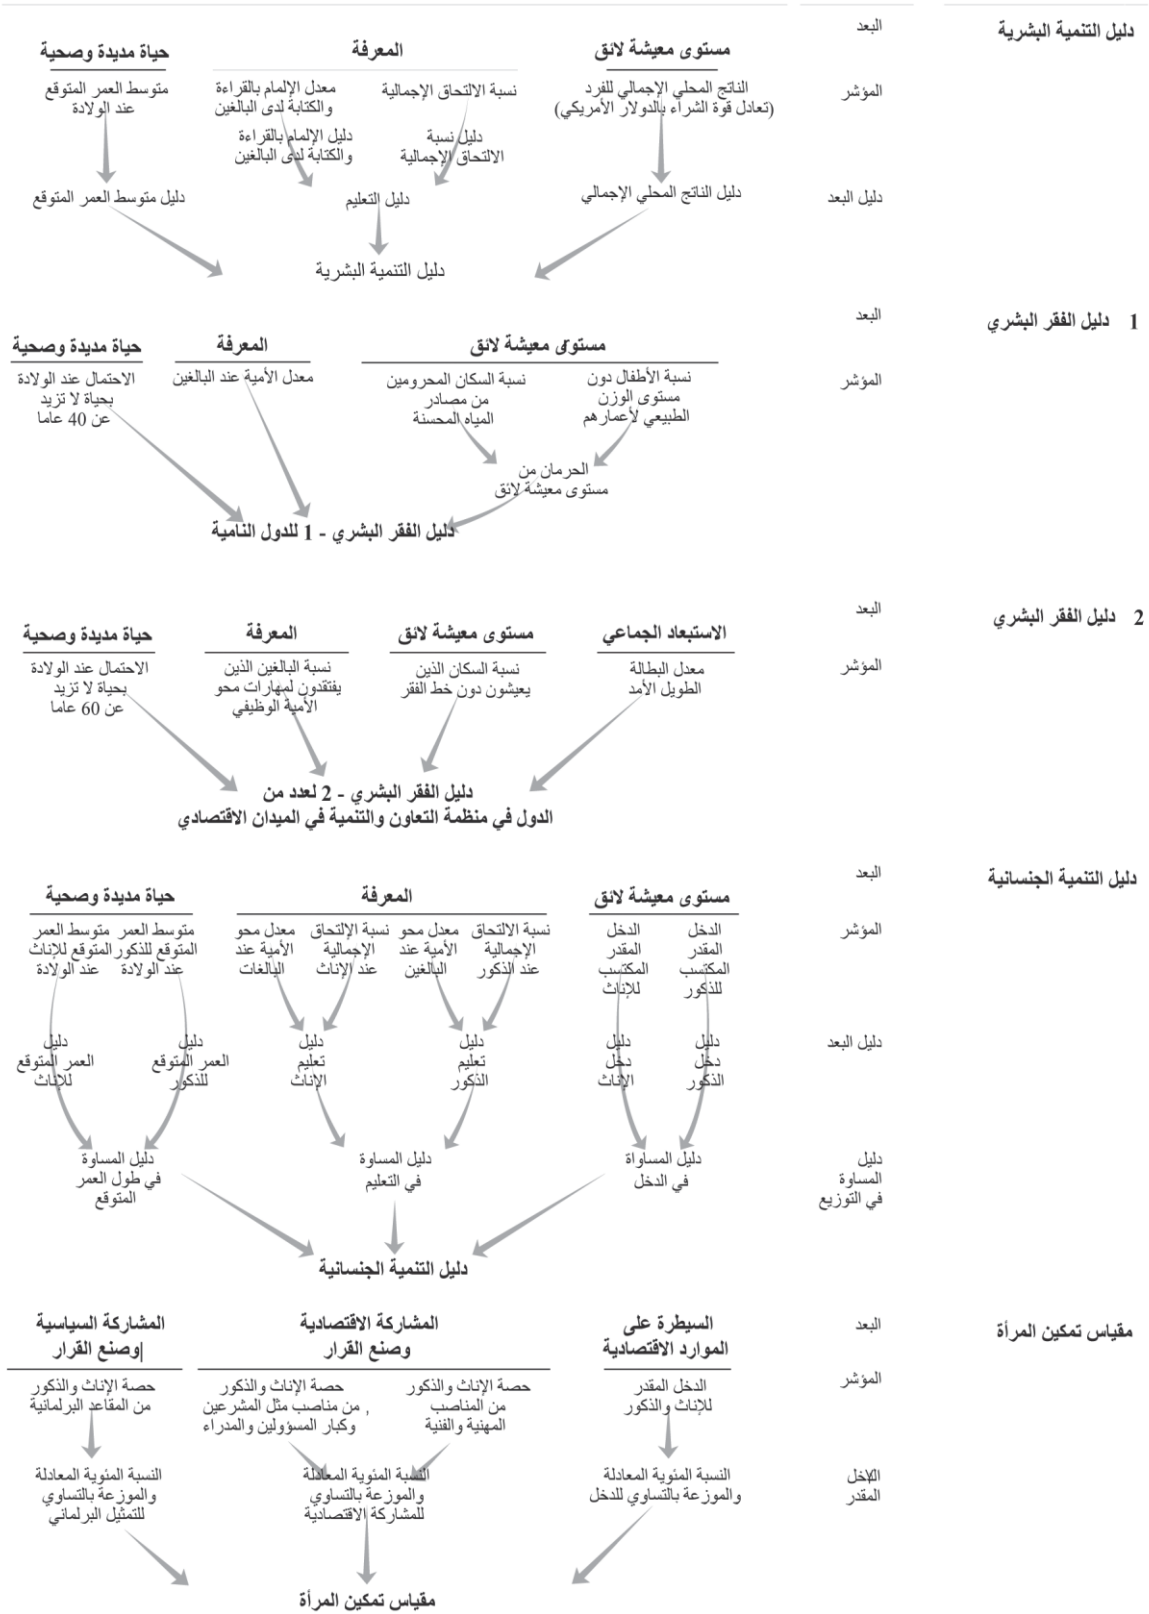 دليل التنمية البشرية
البعد
مستوى معيشة لائق
المعرفة
حياة مديدة وصحية
المؤشر
الناتج المحلي الإجمالي للفرد
(تعادل قوة الشراء بالدولار الأمريكي)
نسبة الالتحاق الإجمالية
معدل الإلمام بالقراءة
والكتابة لدى البالغين
متوسط العمر المتوقع
عند الولادة
دليل نسبة
الالتحاق الإجمالية
دليل الإلمام بالقراءة
والكتابة لدى البالغين
دليل البعد
دليل الناتج المحلي الإجمالي
دليل التعليم
دليل متوسط العمر المتوقع
دليل التنمية البشرية
1 دليل الفقر البشري
البعد
مستوى معيشة لائق
المعرفة
حياة مديدة وصحية
المؤشر
نسبة الأطفال دون
مستوى الوزن
الطبيعي لأعمارهم
نسبة السكان المحرومين
من مصادر
المياه المحسنة
معدل الأمية عند البالغين
الاحتمال عند الولادة
بحياة لا تزيد
عن 40 عاما
الحرمان من
مستوى معيشة لائق
دليل الفقر البشري - 1 للدول النامية
2 دليل الفقر البشري
البعد
الاستبعاد الجماعي
مستوى معيشة لائق
المعرفة
حياة مديدة وصحية
المؤشر
معدل البطالة
الطويل الأمد
نسبة السكان الذين
يعيشون دون خط الفقر
نسبة البالغين الذين
يفتقدون لمهارات محو
الأمية الوظيفي
الاحتمال عند الولادة
بحياة لا تزيد
عن 60 عاما
دليل الفقر البشري - 2 لعدد من
الدول في منظمة التعاون والتنمية في الميدان الاقتصادي
دليل التنمية الجنسانية
البعد
مستوى معيشة لائق
المعرفة
حياة مديدة وصحية
المؤشر
الدخل
المقدر
المكتسب
للذكور
الدخل
المقدر
المكتسب
للإناث
نسبة الالتحاق
الإجمالية
عند الذكور
معدل محو
الأمية عند
البالغين
نسبة الإلتحاق
الإجمالية
عند الإناث
معدل محو
الأمية عند
البالغات
متوسط العمر
المتوقع للذكور
عند الولادة
متوسط العمر
المتوقع للإناث
عند الولادة
دليل البعد
دليل
دخل
الذكور
دليل
دخل
الإناث
دليل
تعليم
الذكور
دليل
تعليم
الإناث
دليل
العمر المتوقع
للذكور
دليل
العمر المتوقع
للإناث
دليل
المساوة
في التوزيع
دليل المساواة
في الدخل
دليل المساوة
في التعليم
دليل المساوة
في طول العمر
المتوقع
دليل التنمية الجنسانية
مقياس تمكين المرأة
البعد
السيطرة على
الموارد الاقتصادية
المشاركة الاقتصادية
وصنع القرار
المشاركة السياسية
وصنع القرار
المؤشر
الدخل المقدر
للإناث والذكور
حصة الإناث والذكور
من المناصب
المهنية والفنية
حصة الإناث والذكور
من مناصب مثل المشرعين
وكبار المسؤولين والمدراء
حصة الإناث والذكور
من المقاعد البرلمانية
المقدر
النسبة المئوية المعادلة
والموزعة بالتساوي للدخل
النسبة المئوية المعادلة
والموزعة بالتساوي
للمشاركة الاقتصادية
النسبة المئوية المعادلة
والموزعة بالتساوي
للتمثيل البرلماني
مقياس تمكين المرأة